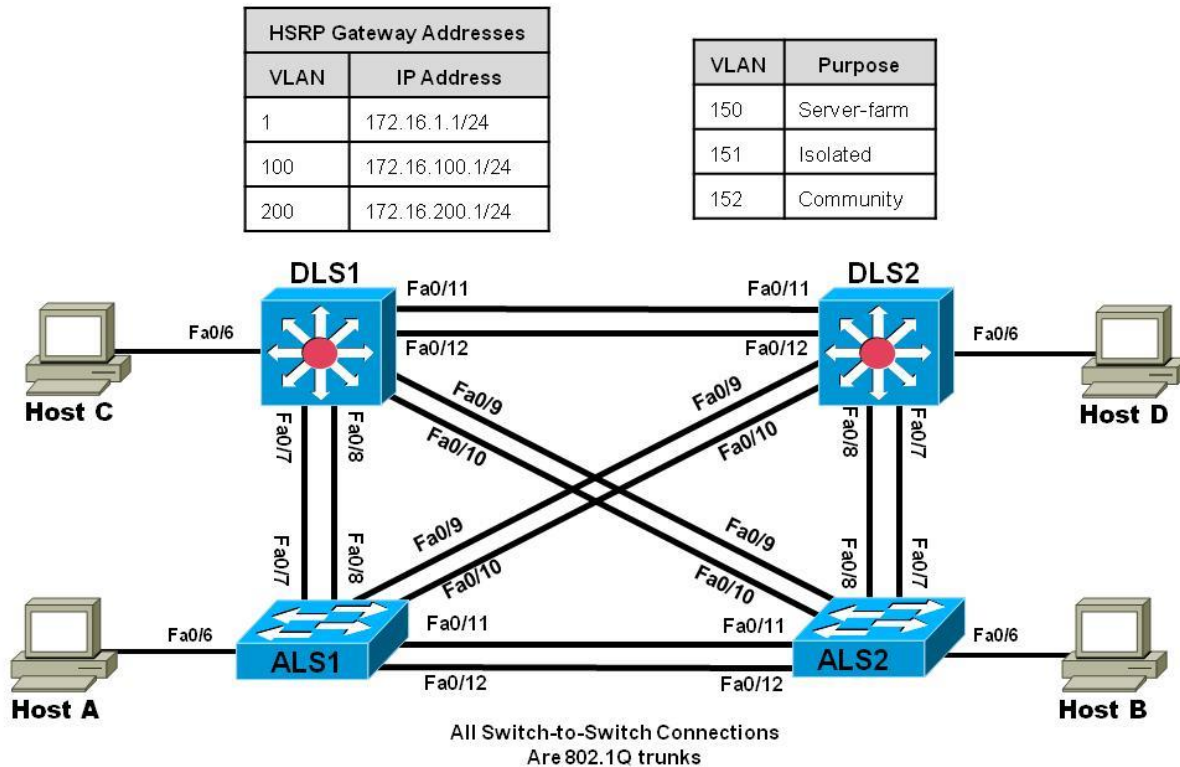 HSRP Gateway Addresses
VLAN IP Address
1 172.16.1.1/24
100 172.16.100.1/24
200 172.16.200.1/24
VLAN Purpose
150 Server-farm
151 Isolated
152 Community
DLS1
DLS2
Fa0/11
Fa0/11
Fa0/6
Fa0/12
Fa0/12
Fa0/6
Host C
Host D
Fa0/7
Fa0/8
Fa0/9
Fa0/10
Fa0/9
Fa0/10
Fa0/8
Fa0/7
Fa0/7
Fa0/8
Fa0/9
Fa0/10
Fa0/9
Fa0/10
Fa0/8
Fa0/7
Fa0/6
ALS1
Fa0/11
Fa0/11
ALS2
Fa0/6
Fa0/12
Fa0/12
Host A
Host B
All Switch-to-Switch Connections
Are 802.1Q trunks